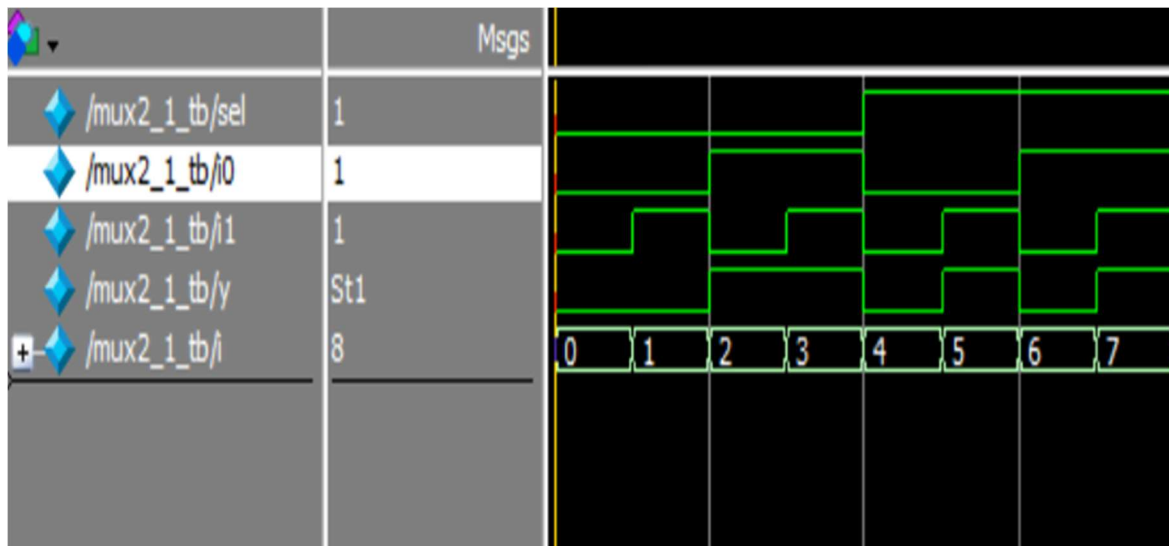 Msgs
/mux2_1_tb/sel 1
/mux2_1_tb/i0 1
/mux2_1_tb/i1 1
/mux2_1_tb/y St1
/mux2_1_tb/i 8 0 1 2 3 4 5 6 7